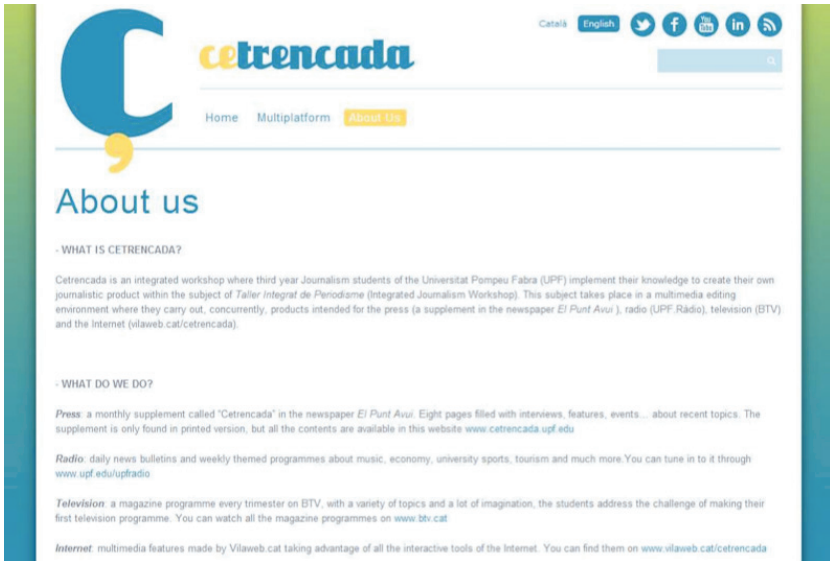 Català English
cetrencada
Home Multiplatform About Us
About us
- WHAT IS CETRENCADA?
Cetrencada is an integrated workshop where third year Journalism students of the Universitat Pompeu Fabra (UPF) implement their knowledge to create their own
journalistic product within the subject of Taller Integrat de Periodisme (Integrated Journalism Workshop). This subject takes place in a multimedia editing
environment where they carry out, concurrently, products intended for the press (a supplement in the newspaper El Punt Avui ), radio (UPF.Ràdio), television (BTV)
and the Internet (vilaweb.cat/cetrencada).
- WHAT DO WE DO?
Press: a monthly supplement called "Cetrencada" in the newspaper El Punt Avui. Eight pages filled with interviews, features, events... about recent topics. The
supplement is only found in printed version, but all the contents are available in this website www.cetrencada.upf.edu
Radio: daily news bulletins and weekly themed programmes about music, economy, university sports, tourism and much more.You can tune in to it through
www.upf.edu/upfradio
Television: a magazine programme every trimester on BTV, with a variety of topics and a lot of imagination, the students address the challenge of making their
first television programme. You can watch all the magazine programmes on www.btv.cat
Internet: multimedia features made by Vilaweb.cat taking advantage of all the interactive tools of the Internet. You can find them on www.vilaweb.cat/cetrencada